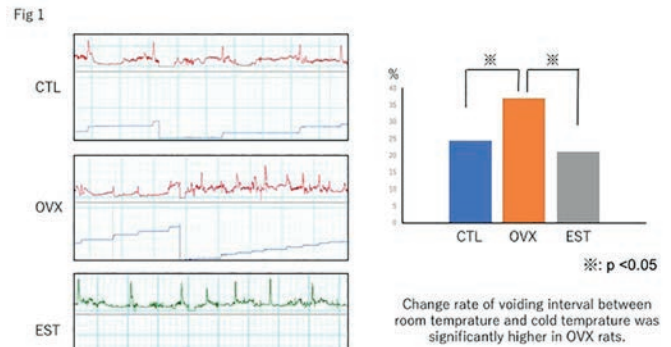 Fig 1
CTL
OVX
EST
%
40
35
30
25
20
15
10
5
0
※
※
CTL OVX EST
※: p <0.05
Change rate of voiding interval between
room temprature and cold temprature was
significantly higher in OVX rats.